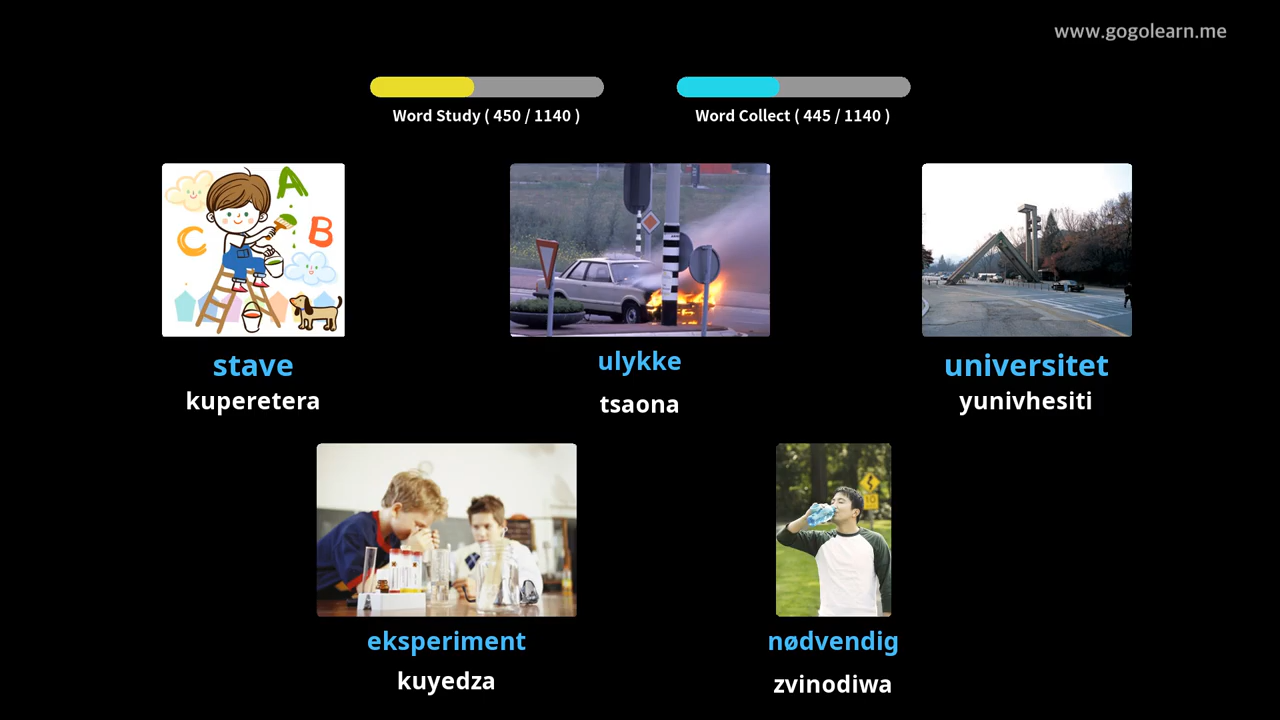 www.gogolearn.me
Word Study ( 450 / 1140 )
Word Collect ( 445 / 1140 )
A
B
C
stave
kuperetera
ulykke
tsaona
universitet
yunivhesiti
10
eksperiment
kuyedza
nødvendig
zvinodiwa